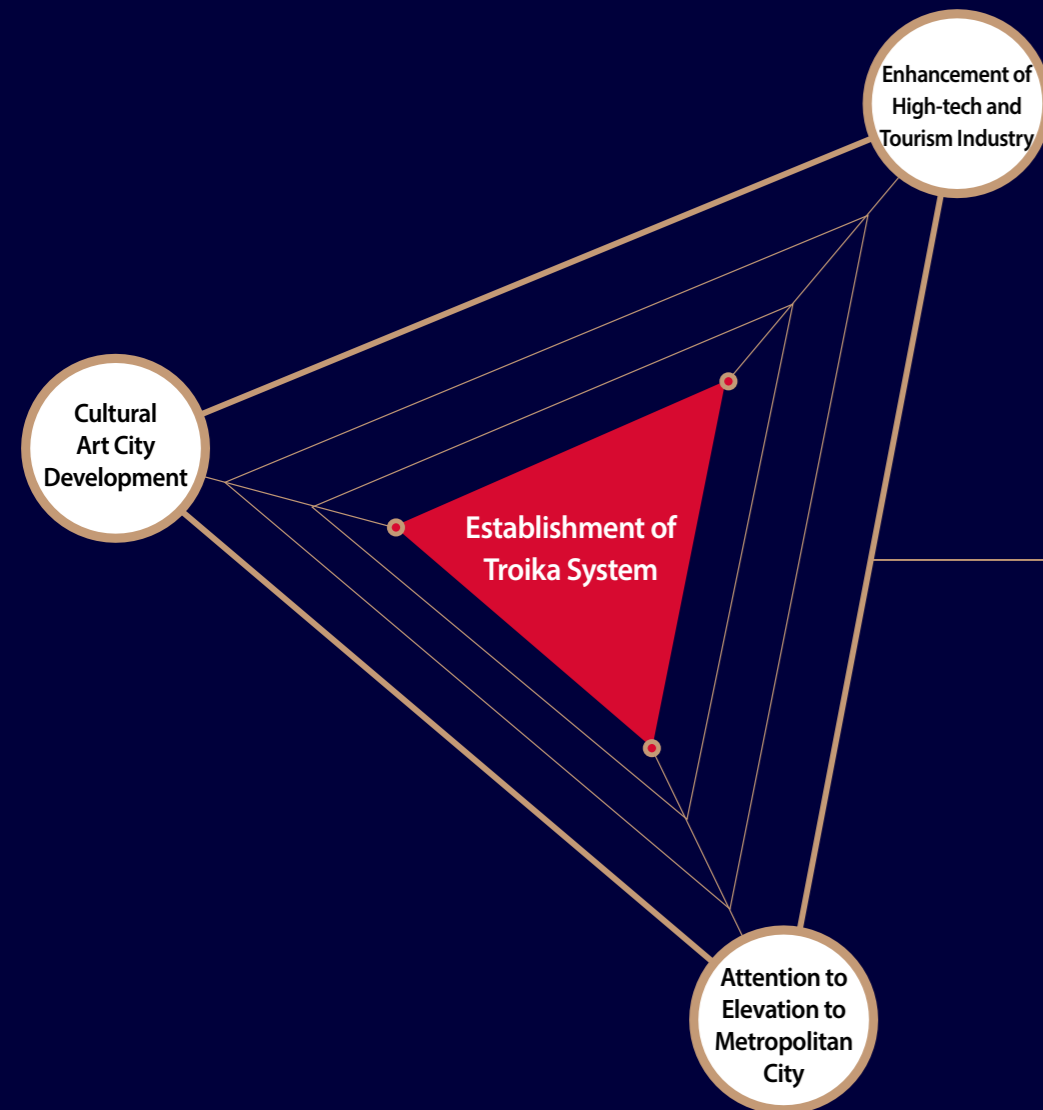 Enhancement of
High-tech and
Tourism Industry
Cultural
Art City
Development
Establishment of
Troika System
Attention to
Elevation to
Metropolitan
City